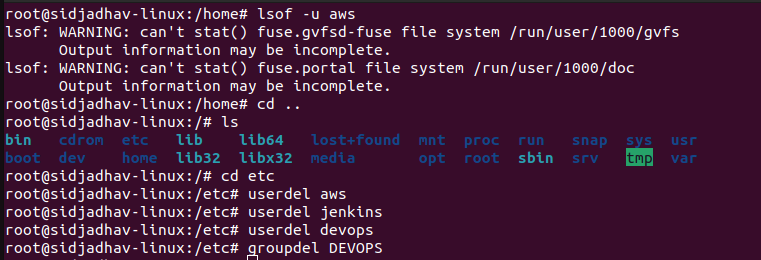 root@sidjadhav-linux:/home# lsof -u aws
lsof: WARNING: can't stat() fuse.gvfsd-fuse file system /run/user/1000/gvfs
      Output information may be incomplete.
lsof: WARNING: can't stat() fuse.portal file system /run/user/1000/doc
      Output information may be incomplete.
root@sidjadhav-linux:/home# cd ..
root@sidjadhav-linux:/# ls
bin   cdrom  etc   lib    lib64   lost+found  mnt  proc  run   snap  sys  usr
boot  dev    home  lib32  libx32  media       opt  root  sbin  srv   tmp  var
root@sidjadhav-linux:/# cd etc
root@sidjadhav-linux:/etc# userdel aws
root@sidjadhav-linux:/etc# userdel jenkins
root@sidjadhav-linux:/etc# userdel devops
root@sidjadhav-linux:/etc# groupdel DEVOPS